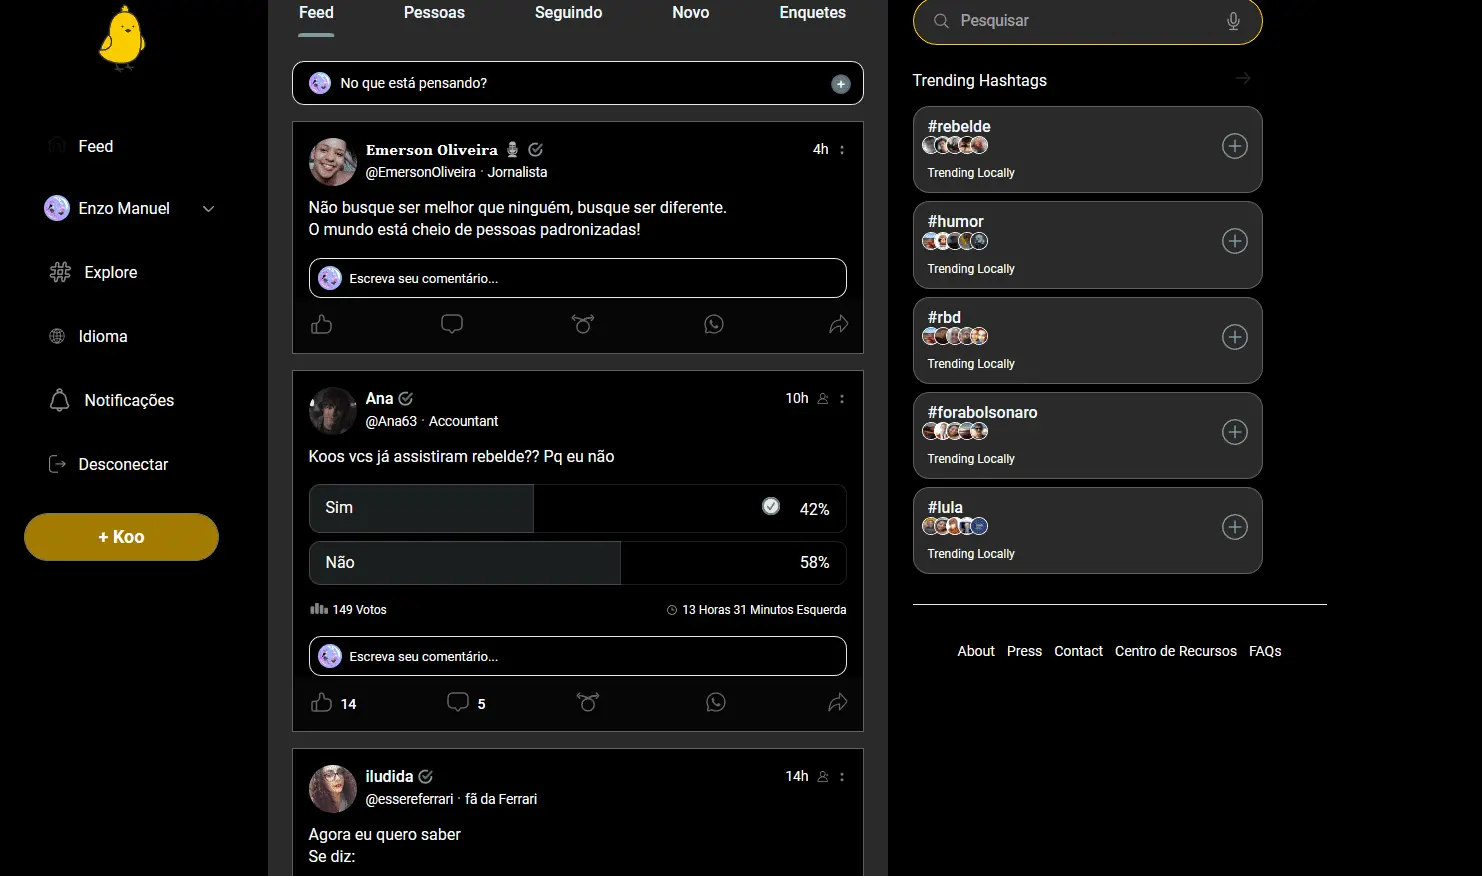 Feed
Enzo Manuel
Explore
Idioma
Notificações
Desconectar
+ Koo
Feed Pessoas Seguindo Novo Enquetes
No que está pensando?
Emerson Oliveira
4h
@EmersonOliveira · Jornalista
Não busque ser melhor que ninguém, busque ser diferente.
O mundo está cheio de pessoas padronizadas!
Escreva seu comentário...
Ana
10h
@Ana63 · Accountant
Koos vcs já assistiram rebelde?? Pq eu não
Sim 42%
Não 58%
149 Votos 13 Horas 31 Minutos Esquerda
Escreva seu comentário...
14 5
iludida
14h
@essereferrari · fã da Ferrari
Agora eu quero saber
Se diz:
Pesquisar
Trending Hashtags
#rebelde
Trending Locally
#humor
Trending Locally
#rbd
Trending Locally
#forabolsonaro
Trending Locally
#lula
Trending Locally
About Press Contact Centro de Recursos FAQs